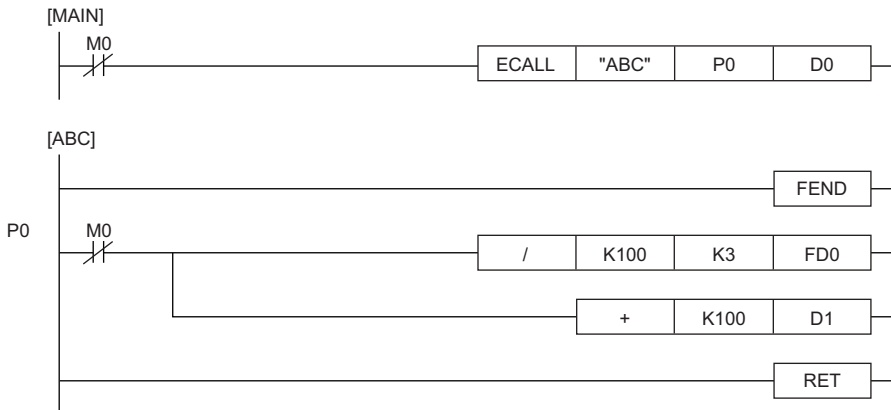 [MAIN]
M0
ECALL "ABC" P0 D0
[ABC]
FEND
P0 M0
/ K100 K3 FD0
+ K100 D1
RET